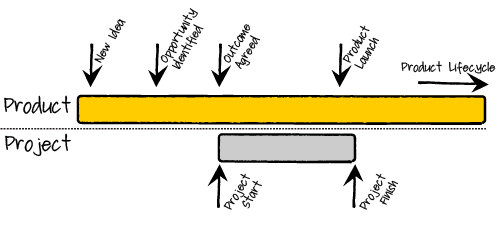 New Idea
Opportunity
Identified
Outcome
Agreed
Product
Launch
Product Lifecycle
Product
Project
Project
Start
Project
Finish